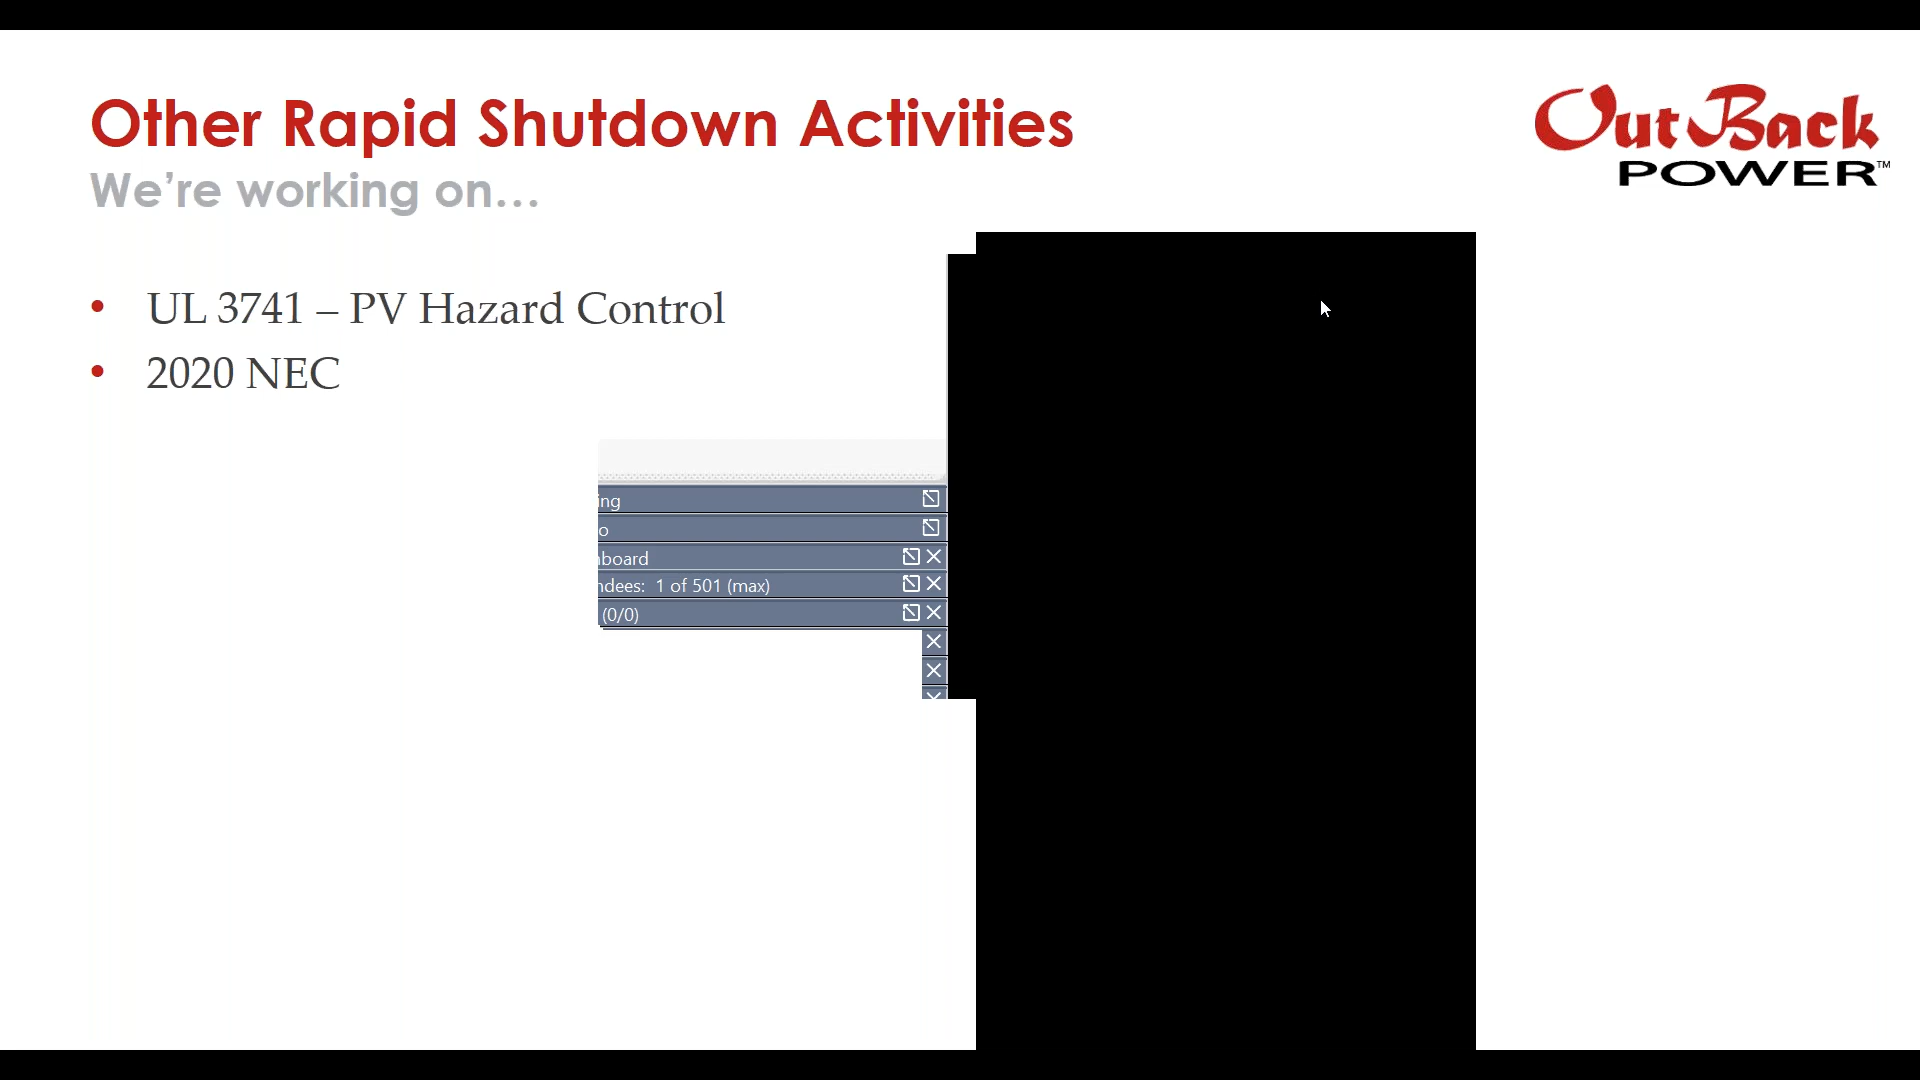 Other Rapid Shutdown Activities
We’re working on…
OutBack
POWER™
• UL 3741 – PV Hazard Control
• 2020 NEC
ing
o
board
ndees: 1 of 501 (max)
(0/0)